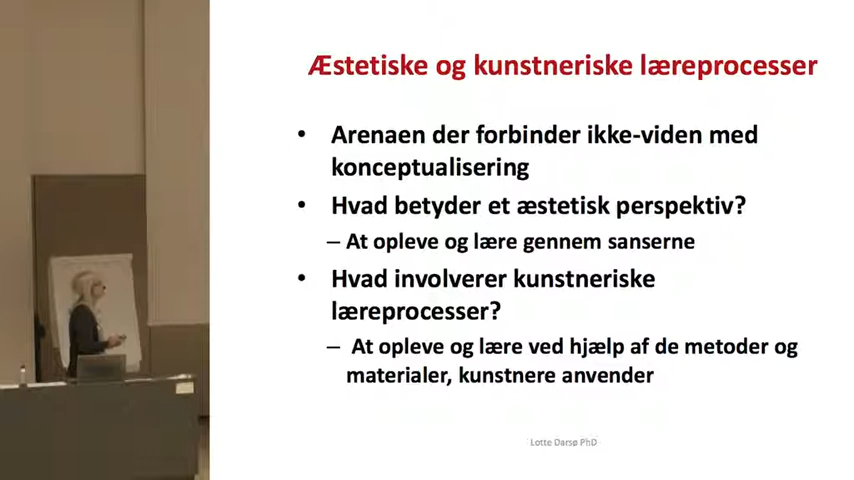 Æstetiske og kunstneriske læreprocesser
• Arenaen der forbinder ikke-viden med
konceptualisering
• Hvad betyder et æstetisk perspektiv?
– At opleve og lære gennem sanserne
• Hvad involverer kunstneriske
læreprocesser?
– At opleve og lære ved hjælp af de metoder og
materialer, kunstnere anvender
Lotte Darsø PhD